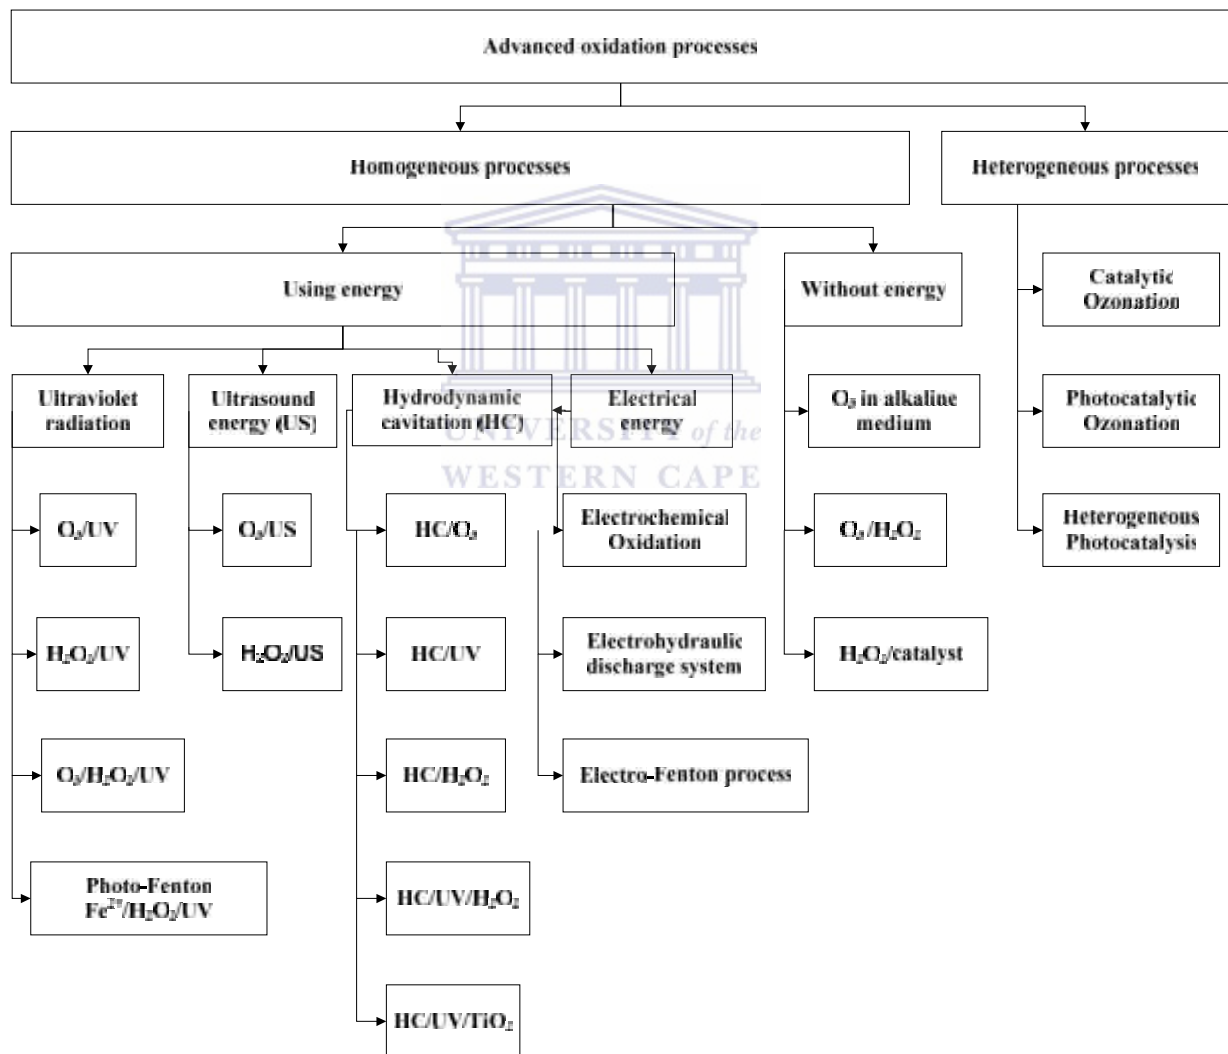 Advanced oxidation processes
Homogeneous processes
Heterogeneous processes
Using energy
Without energy
Catalytic
Ozonation
Ultraviolet
radiation
Ultrasound
energy (US)
Hydrodynamic
cavitation (HC)
Electrical
energy
O₃ in alkaline
medium
Photocatalytic
Ozonation
UNIVERSITY of the
WESTERN CAPE
O₃/UV
O₃/US
HC/O₃
Electrochemical
Oxidation
O₃/H₂O₂
Heterogeneous
Photocatalysis
H₂O₂/UV
H₂O₂/US
HC/UV
Electrohydraulic
discharge system
H₂O₂/catalyst
O₃/H₂O₂/UV
HC/H₂O₂
Electro-Fenton process
Photo-Fenton
Fe²⁺/H₂O₂/UV
HC/UV/H₂O₂
HC/UV/TiO₂